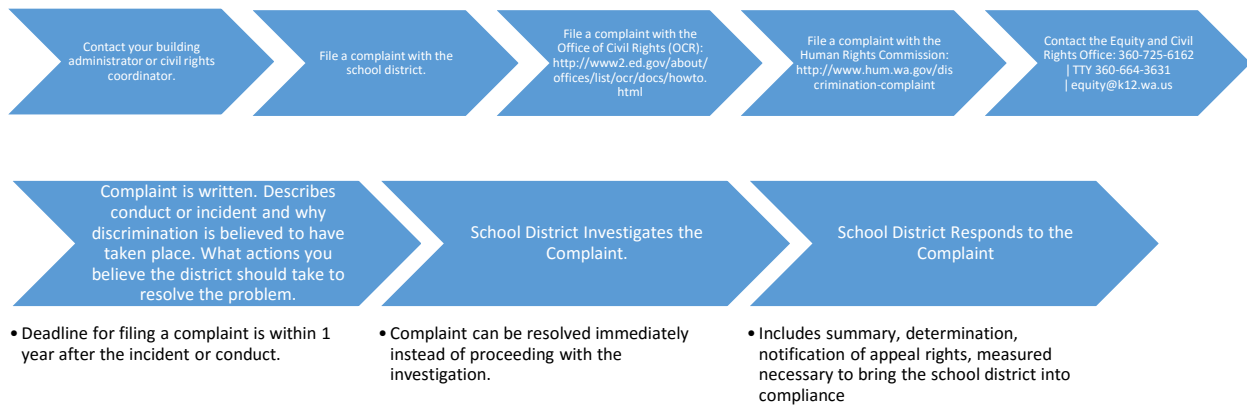 Contact your building
administrator or civil rights
coordinator.
File a complaint with the
school district.
File a complaint with the
Office of Civil Rights (OCR):
http://www2.ed.gov/about/
offices/list/ocr/docs/howto.
html
File a complaint with the
Human Rights Commission:
http://www.hum.wa.gov/dis
crimination-complaint
Contact the Equity and Civil
Rights Office: 360-725-6162
| TTY 360-664-3631
| equity@k12.wa.us
Complaint is written. Describes
conduct or incident and why
discrimination is believed to have
taken place. What actions you
believe the district should take to
resolve the problem.
School District Investigates the
Complaint.
School District Responds to the
Complaint
• Deadline for filing a complaint is within 1
year after the incident or conduct.
• Complaint can be resolved immediately
instead of proceeding with the
investigation.
• Includes summary, determination,
notification of appeal rights, measured
necessary to bring the school district into
compliance